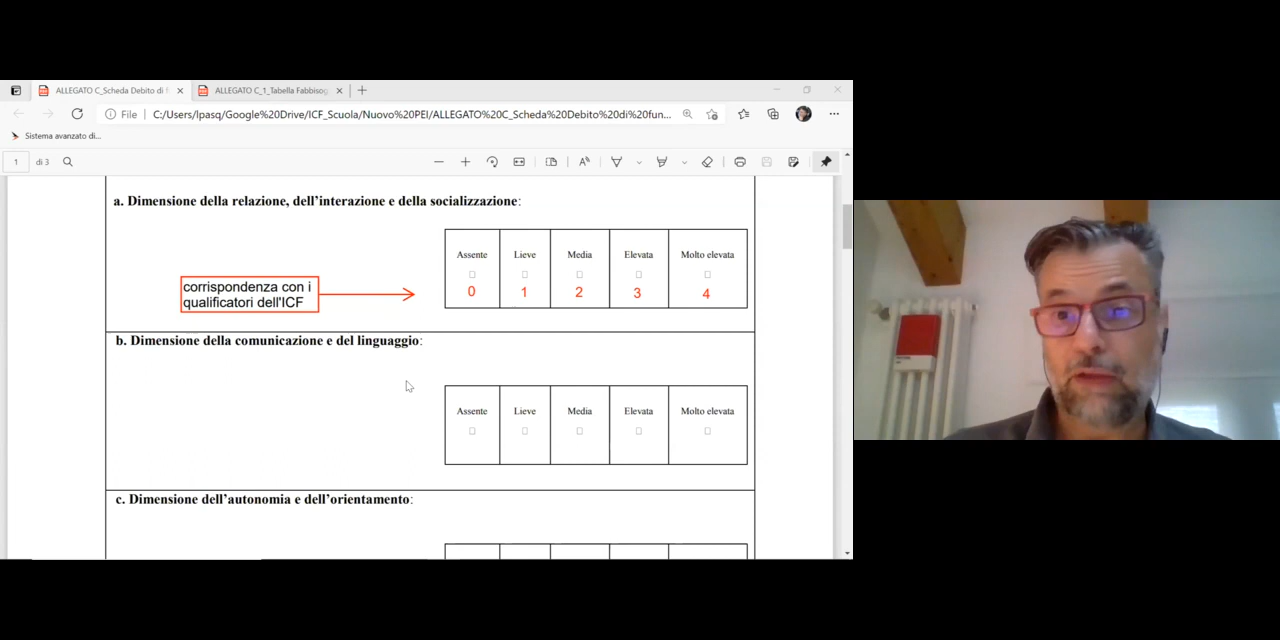 ALLEGATO C_Scheda Debito di
ALLEGATO C_1_Tabella Fabbisog
File
C:/Users/lpasq/Google%20Drive/ICF_Scuola/Nuovo%20PEI/ALLEGATO%20C_Scheda%20Debito%20di%20fun...
Sistema avanzato di...
1 di 3
a. Dimensione della relazione, dell'interazione e della socializzazione:
Assente Lieve Media Elevata Molto elevata
corrispondenza con i
qualificatori dell'ICF
0 1 2 3 4
b. Dimensione della comunicazione e del linguaggio:
Assente Lieve Media Elevata Molto elevata
c. Dimensione dell'autonomia e dell'orientamento: